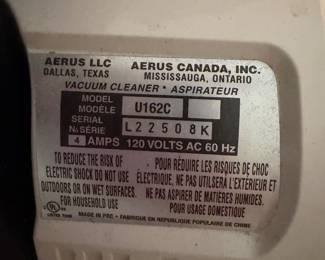 AERUS LLC AERUS CANADA, INC.
DALLAS, TEXAS MISSISSAUGA, ONTARIO
VACUUM CLEANER • ASPIRATEUR
MODEL
MODÈLE U162C
SERIAL
No SÉRIE L22508K
4 AMPS 120 VOLTS AC 60 Hz
TO REDUCE THE RISK OF - POUR RÉDUIRE LES RISQUES DE CHOC
ELECTRIC SHOCK DO NOT USE ÉLECTRIQUE, NE PAS UTILISER À L'EXTÉRIEUR ET
OUTDOORS OR ON WET SURFACES. NE PAS ASPIRER DE MATIÈRES HUMIDES.
FOR HOUSEHOLD USE POUR USAGE DOMESTIQUE
UL
MADE IN PRC - FABRIQUÉ EN REPUBLIQUE POPULAIRE DE CHINE